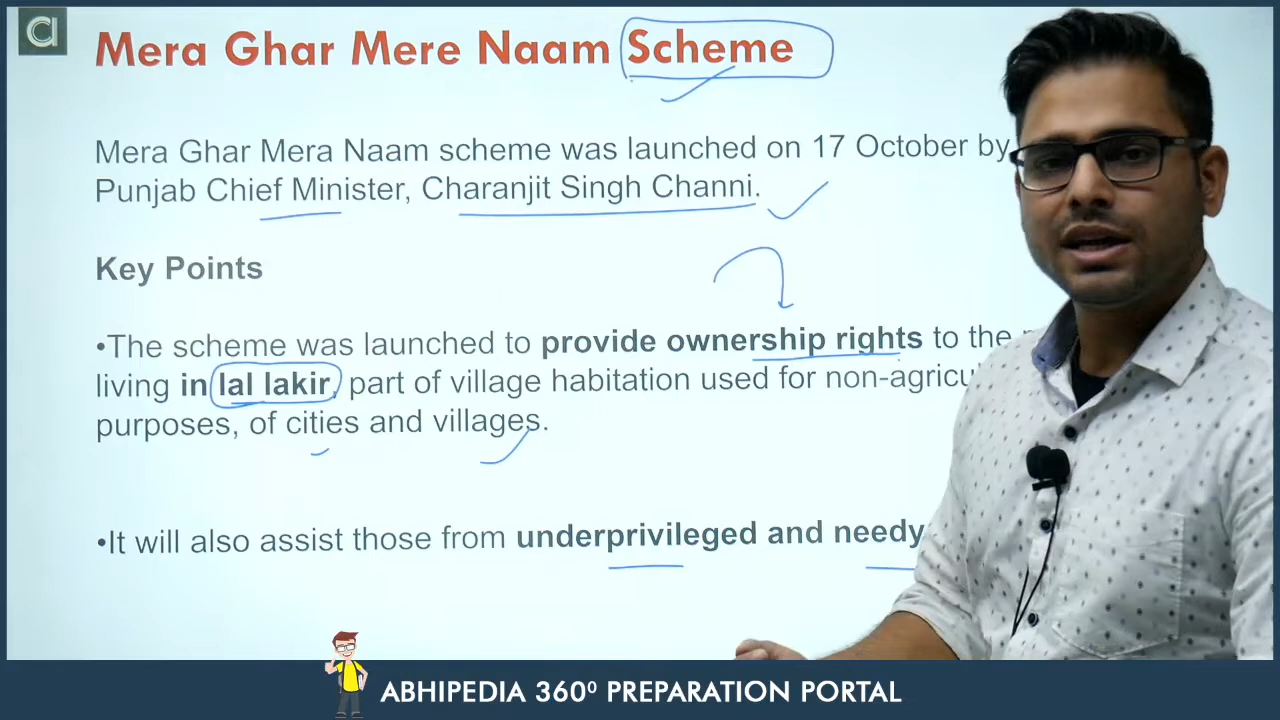 Mera Ghar Mere Naam Scheme
Mera Ghar Mera Naam scheme was launched on 17 October by
Punjab Chief Minister, Charanjit Singh Channi.
Key Points
•The scheme was launched to provide ownership rights to the
living in lal lakir, part of village habitation used for
purposes, of cities and villages.
•It will also assist those from underprivileged and needy
ABHIPEDIA 360⁰ PREPARATION PORTAL